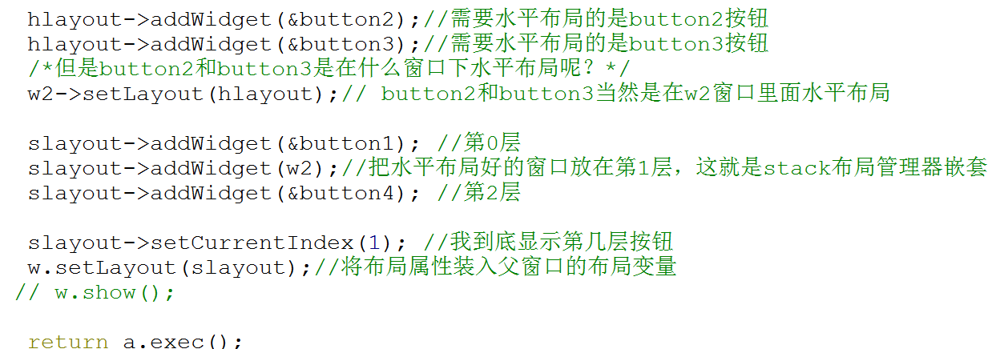 hlayout->addWidget(&button2);//需要水平布局的是button2按钮
hlayout->addWidget(&button3);//需要水平布局的是button3按钮
/*但是button2和button3是在什么窗口下水平布局呢？*/
w2->setLayout(hlayout);// button2和button3当然是在w2窗口里面水平布局
slayout->addWidget(&button1); //第0层
slayout->addWidget(w2);//把水平布局好的窗口放在第1层，这就是stack布局管理器嵌套
slayout->addWidget(&button4); //第2层
slayout->setCurrentIndex(1); //我到底显示第几层按钮
w.setLayout(slayout);//将布局属性装入父窗口的布局变量
// w.show();
return a.exec();